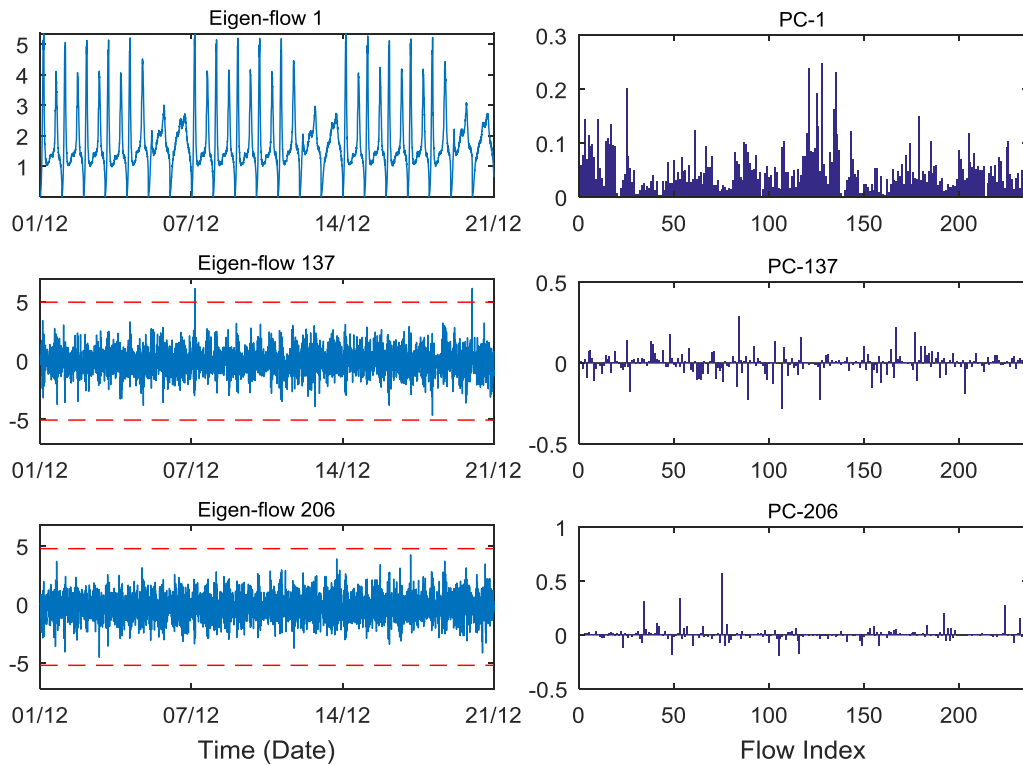 Eigen-flow 1
5
4
3
2
1
01/12 07/12 14/12 21/12
PC-1
0.3
0.2
0.1
0
0 50 100 150 200
Eigen-flow 137
5
0
-5
01/12 07/12 14/12 21/12
PC-137
0.5
0
-0.5
0 50 100 150 200
Eigen-flow 206
5
0
-5
01/12 07/12 14/12 21/12
Time (Date)
PC-206
1
0.5
0
-0.5
0 50 100 150 200
Flow Index